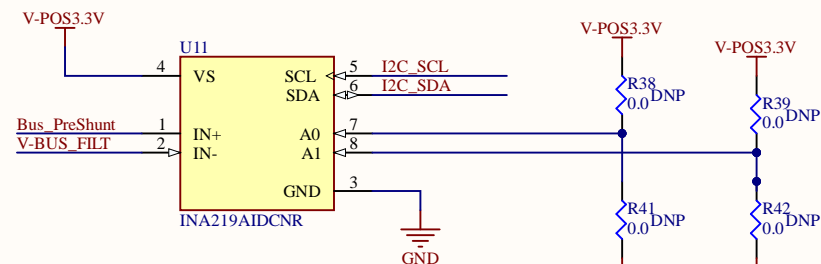 V-POS3.3V
U11
4 VS
SCL 5 I2C_SCL
SDA 6 I2C_SDA
Bus_PreShunt 1 IN+
V-BUS_FILT 2 IN-
A0 7
A1 8
GND 3
INA219AIDCNR
GND
V-POS3.3V
R38
0.0 DNP
R41
0.0 DNP
V-POS3.3V
R39
0.0 DNP
R42
0.0 DNP